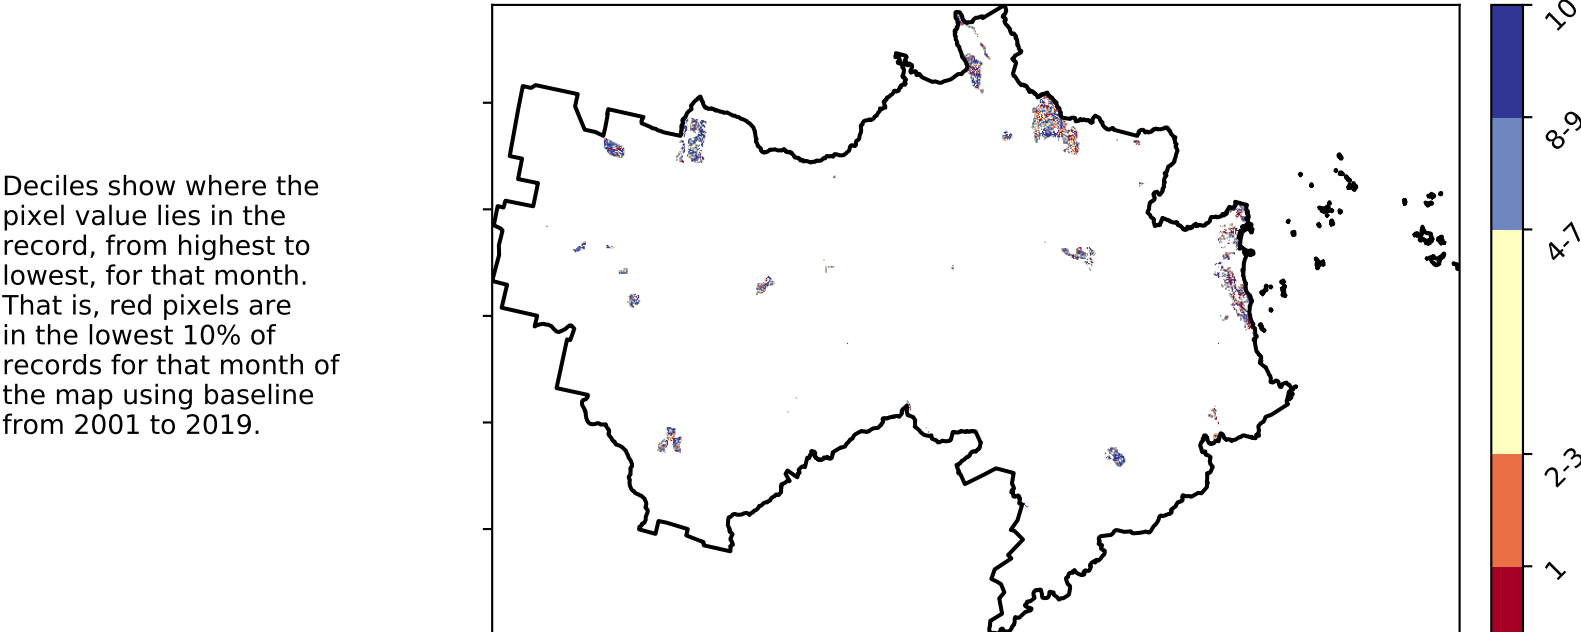 Deciles show where the
pixel value lies in the
record, from highest to
lowest, for that month.
That is, red pixels are
in the lowest 10% of
records for that month of
the map using baseline
from 2001 to 2019.
10
8-9
4-7
2-3
1